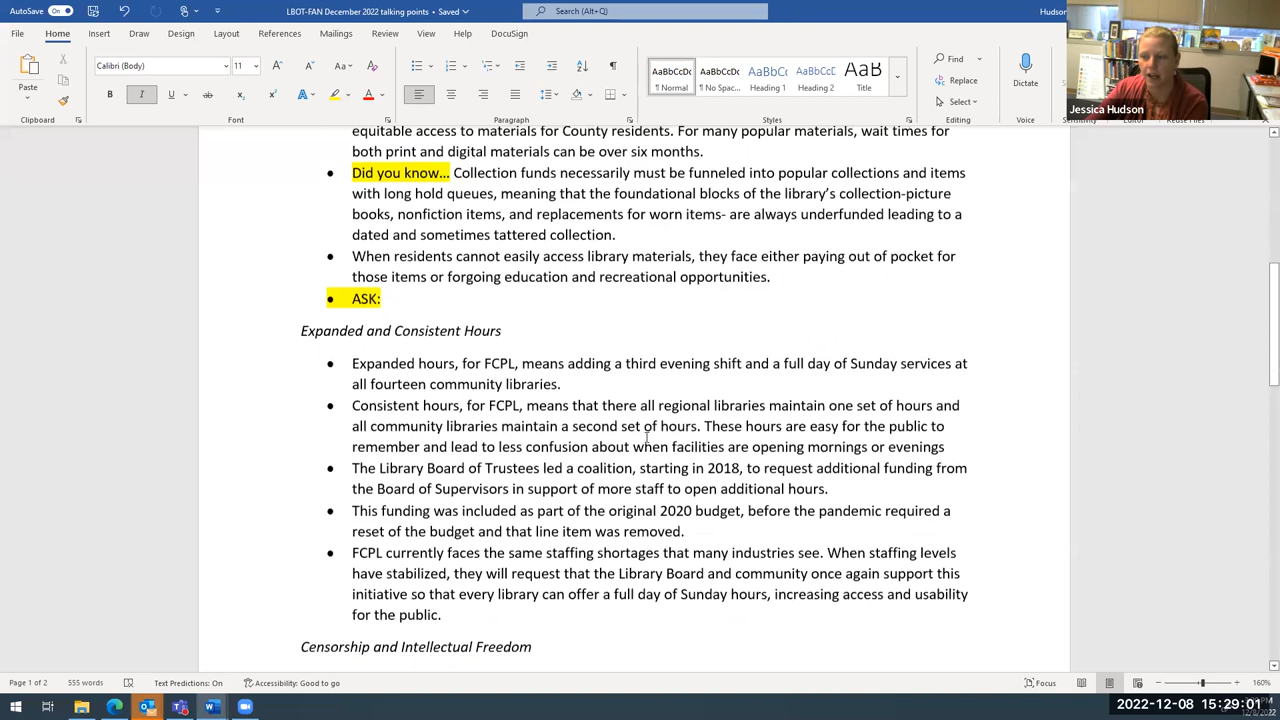 AutoSave On LBOT-FAN December 2022 talking points • Saved Search (Alt+Q) Hudson
File Home Insert Draw Design Layout References Mailings Review View Help DocuSign
Calibri (Body) 11 A A Aa A
Paste B I U A
AaBbCcDc AaBbCcDc AaBbCc AaBbCcD AaB
¶ Normal ¶ No Spac... Heading 1 Heading 2 Title
Find
Replace
Select
Dictate
Jessica Hudson
Clipboard Font Paragraph Styles Editing Voice Sensitivity Reuse Files
equitable access to materials for County residents. For many popular materials, wait times for
both print and digital materials can be over six months.
• Did you know… Collection funds necessarily must be funneled into popular collections and items
with long hold queues, meaning that the foundational blocks of the library's collection-picture
books, nonfiction items, and replacements for worn items- are always underfunded leading to a
dated and sometimes tattered collection.
• When residents cannot easily access library materials, they face either paying out of pocket for
those items or forgoing education and recreational opportunities.
• ASK:
Expanded and Consistent Hours
• Expanded hours, for FCPL, means adding a third evening shift and a full day of Sunday services at
all fourteen community libraries.
• Consistent hours, for FCPL, means that there all regional libraries maintain one set of hours and
all community libraries maintain a second set of hours. These hours are easy for the public to
remember and lead to less confusion about when facilities are opening mornings or evenings
• The Library Board of Trustees led a coalition, starting in 2018, to request additional funding from
the Board of Supervisors in support of more staff to open additional hours.
• This funding was included as part of the original 2020 budget, before the pandemic required a
reset of the budget and that line item was removed.
• FCPL currently faces the same staffing shortages that many industries see. When staffing levels
have stabilized, they will request that the Library Board and community once again support this
initiative so that every library can offer a full day of Sunday hours, increasing access and usability
for the public.
Censorship and Intellectual Freedom
Page 1 of 2 555 words Text Predictions: On Accessibility: Good to go Focus 160%
2022-12-08 15:29:01